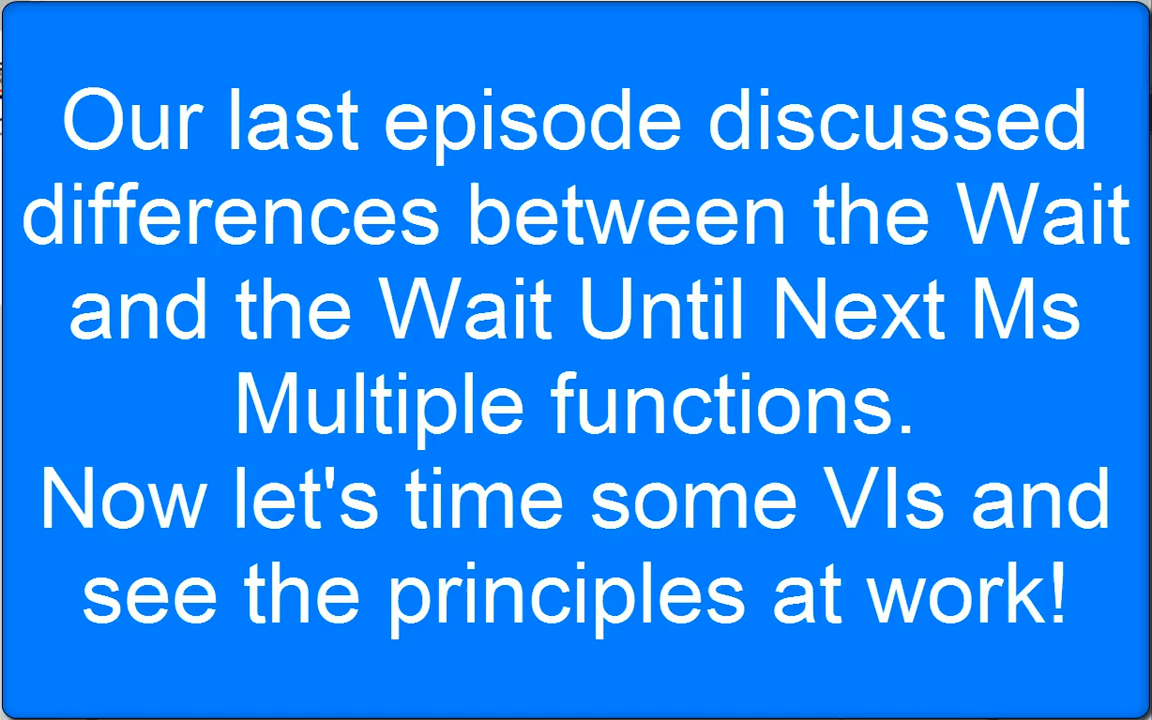 Our last episode discussed
differences between the Wait
and the Wait Until Next Ms
Multiple functions.
Now let's time some VIs and
see the principles at work!